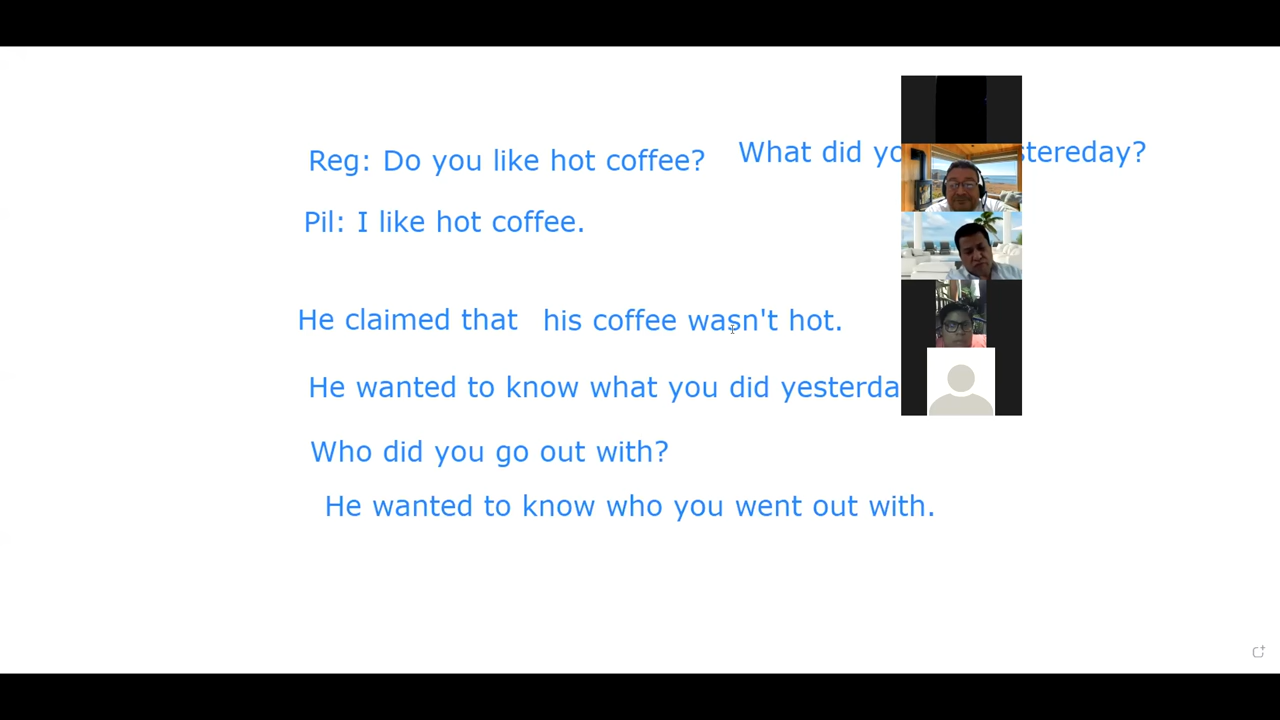 Reg: Do you like hot coffee?
What did stereday?
Pil: I like hot coffee.
He claimed that his coffee wasn't hot.
He wanted to know what you did yesterda
Who did you go out with?
He wanted to know who you went out with.